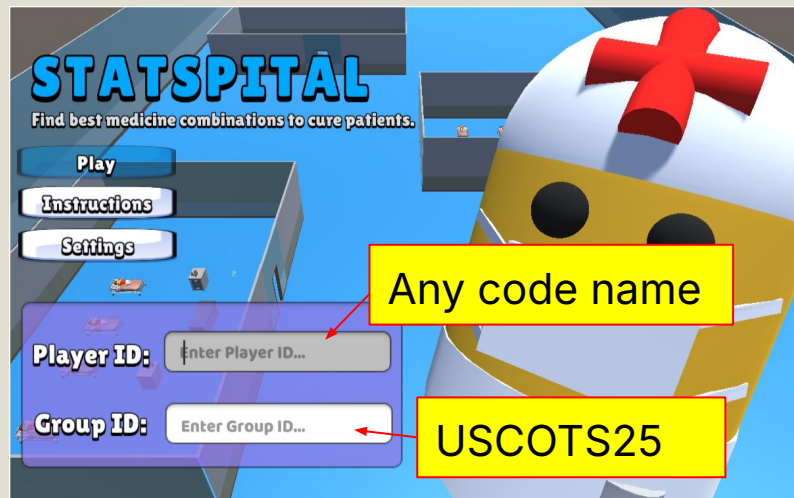 STATSPITAL
Find best medicine combinations to cure patients.
Play
Instructions
Settings
Any code name
Player ID:
Enter Player ID...
Group ID:
Enter Group ID...
USCOTS25